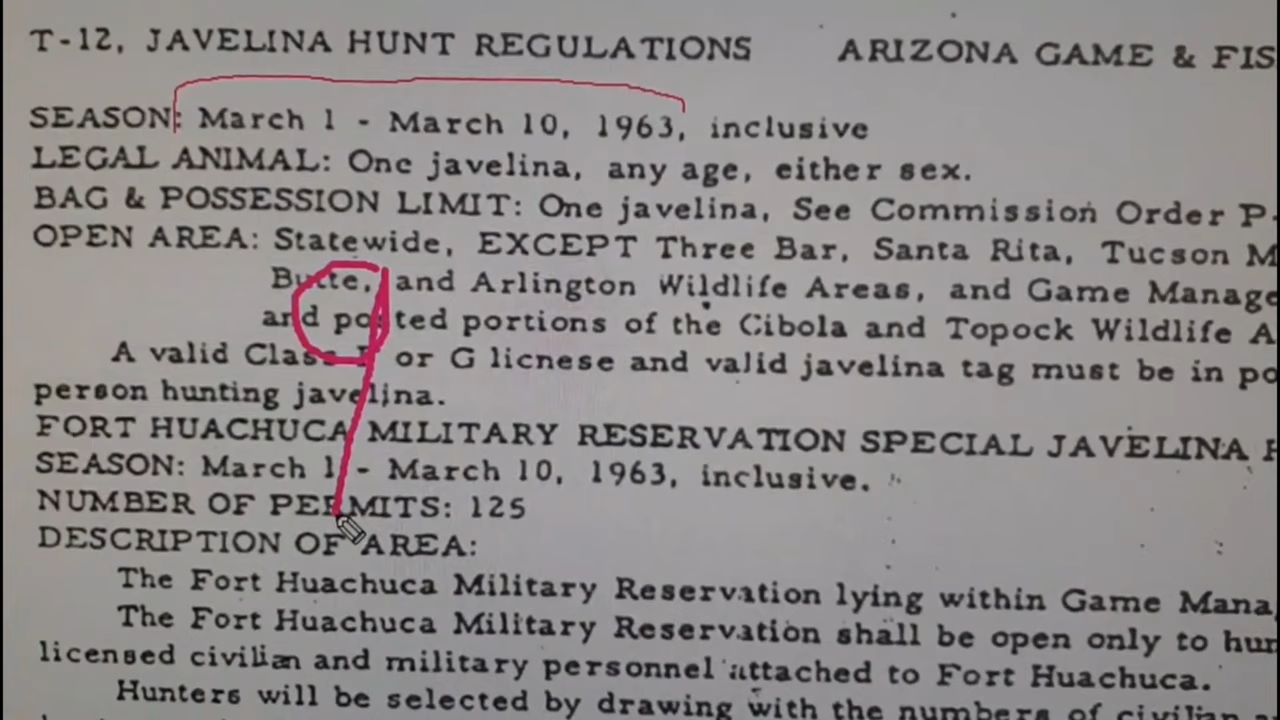 T-12, JAVELINA HUNT REGULATIONS ARIZONA GAME & FIS
SEASON: March 1 - March 10, 1963, inclusive
LEGAL ANIMAL: One javelina, any age, either sex.
BAG & POSSESSION LIMIT: One javelina, See Commission Order P-
OPEN AREA: Statewide, EXCEPT Three Bar, Santa Rita, Tucson M
Butte, and Arlington Wildlife Areas, and Game Manage
and posted portions of the Cibola and Topock Wildlife A
A valid Class F or G licnese and valid javelina tag must be in po
person hunting javelina.
FORT HUACHUCA MILITARY RESERVATION SPECIAL JAVELINA
SEASON: March 1 - March 10, 1963, inclusive.
NUMBER OF PERMITS: 125
DESCRIPTION OF AREA:
The Fort Huachuca Military Reservation lying within Game Mana
The Fort Huachuca Military Reservation shall be open only to hun
licensed civilian and military personnel attached to Fort Huachuca.
Hunters will be selected by drawing with the numbers of civilian
9